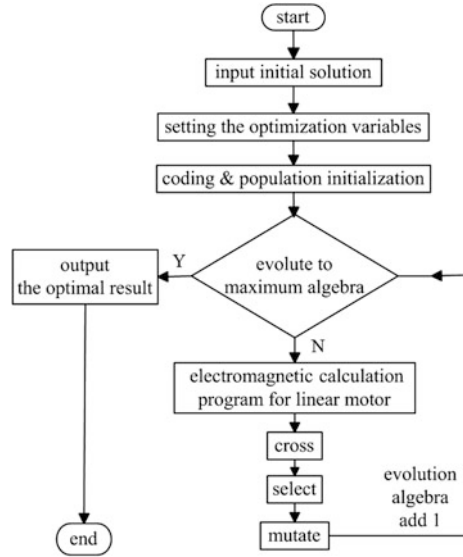 start
input initial solution
setting the optimization variables
coding & population initialization
evolute to
maximum algebra
Y
output
the optimal result
N
electromagnetic calculation
program for linear motor
cross
select
mutate
evolution
algebra
add 1
end